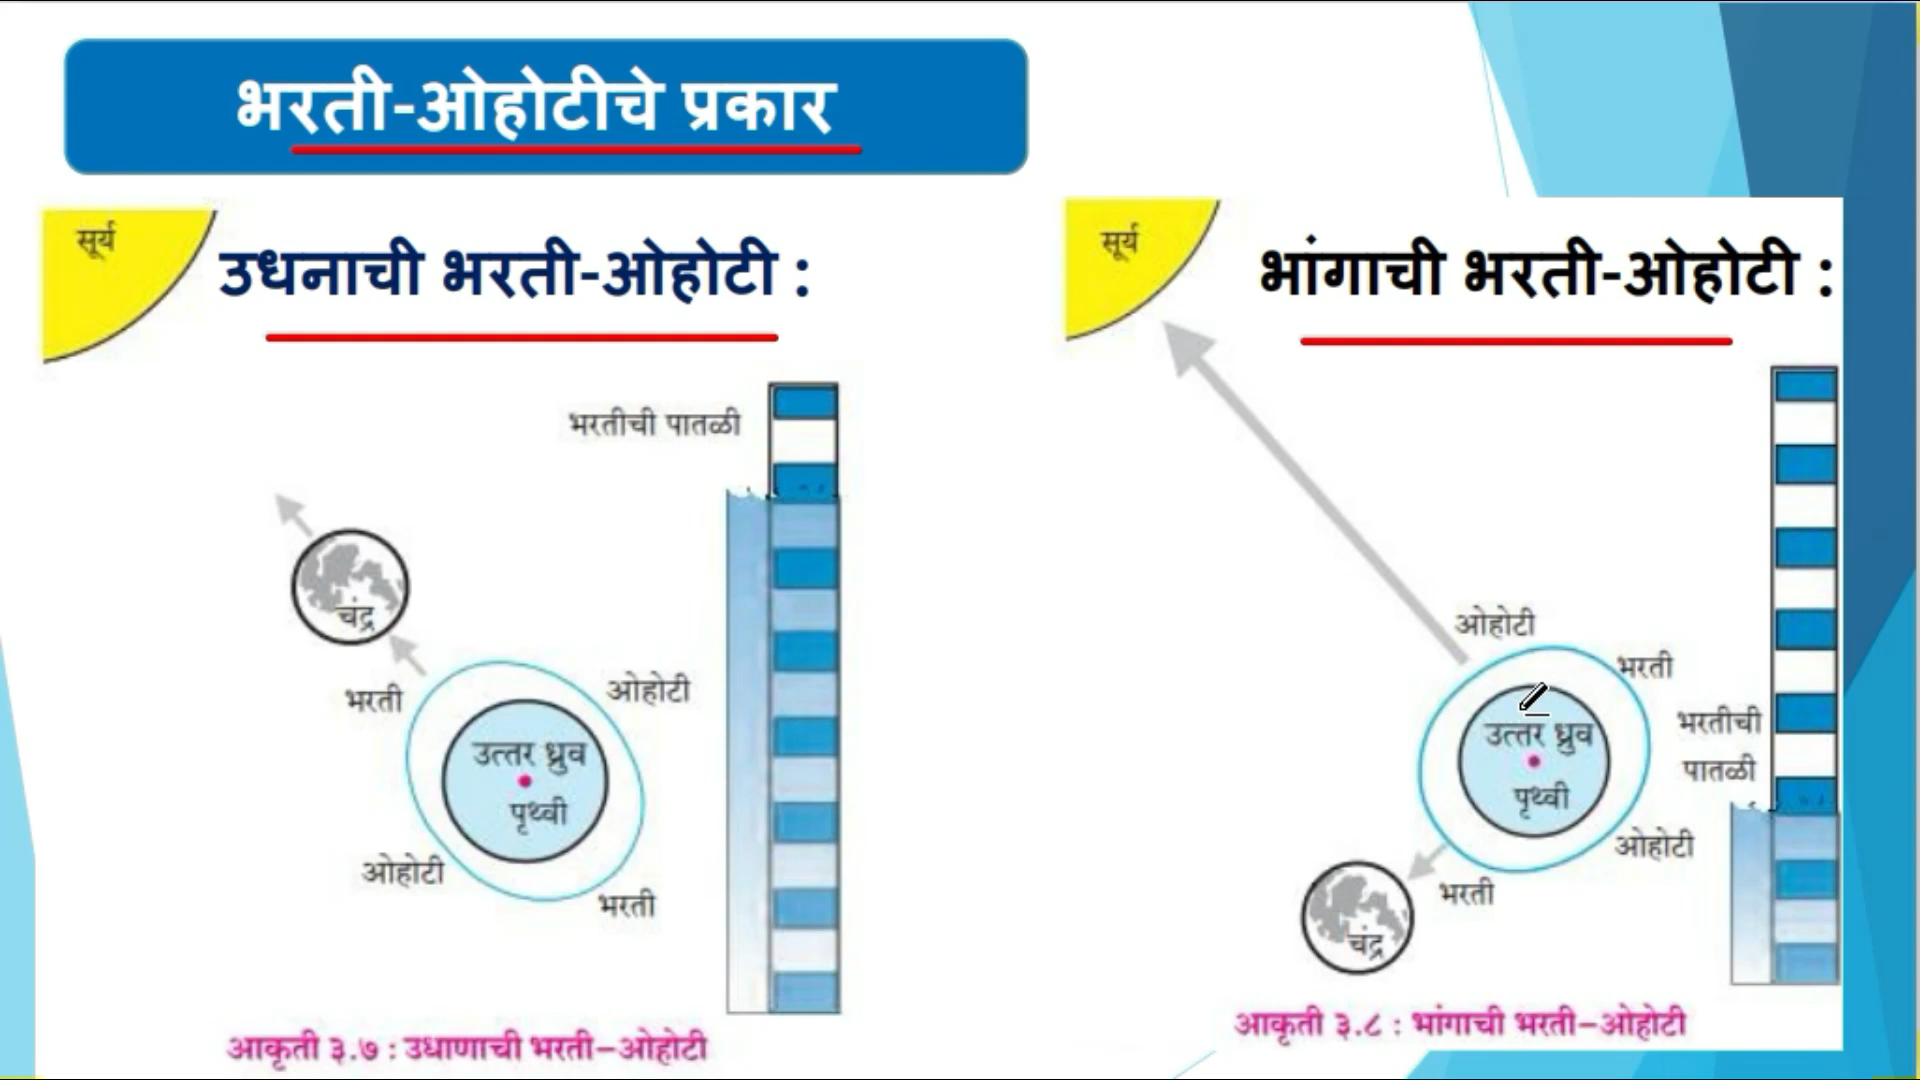 भरती-ओहोटीचे प्रकार
सूर्य
उधनाची भरती-ओहोटी :
भरतीची पातळी
चंद्र
भरती
ओहोटी
उत्तर ध्रुव
पृथ्वी
ओहोटी
भरती
आकृती ३.७ : उधाणाची भरती–ओहोटी
सूर्य
भांगाची भरती-ओहोटी :
ओहोटी
भरती
उत्तर ध्रुव
पृथ्वी
भरतीची
पातळी
ओहोटी
भरती
चंद्र
आकृती ३.८ : भांगाची भरती–ओहोटी